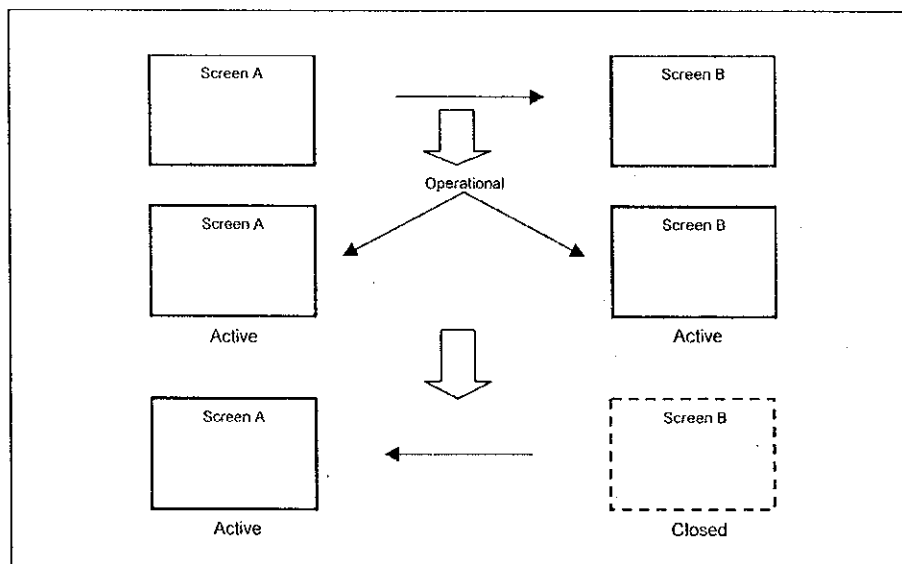 Screen A
Screen B
Operational
Screen A
Screen B
Active
Active
Screen A
Screen B
Active
Closed